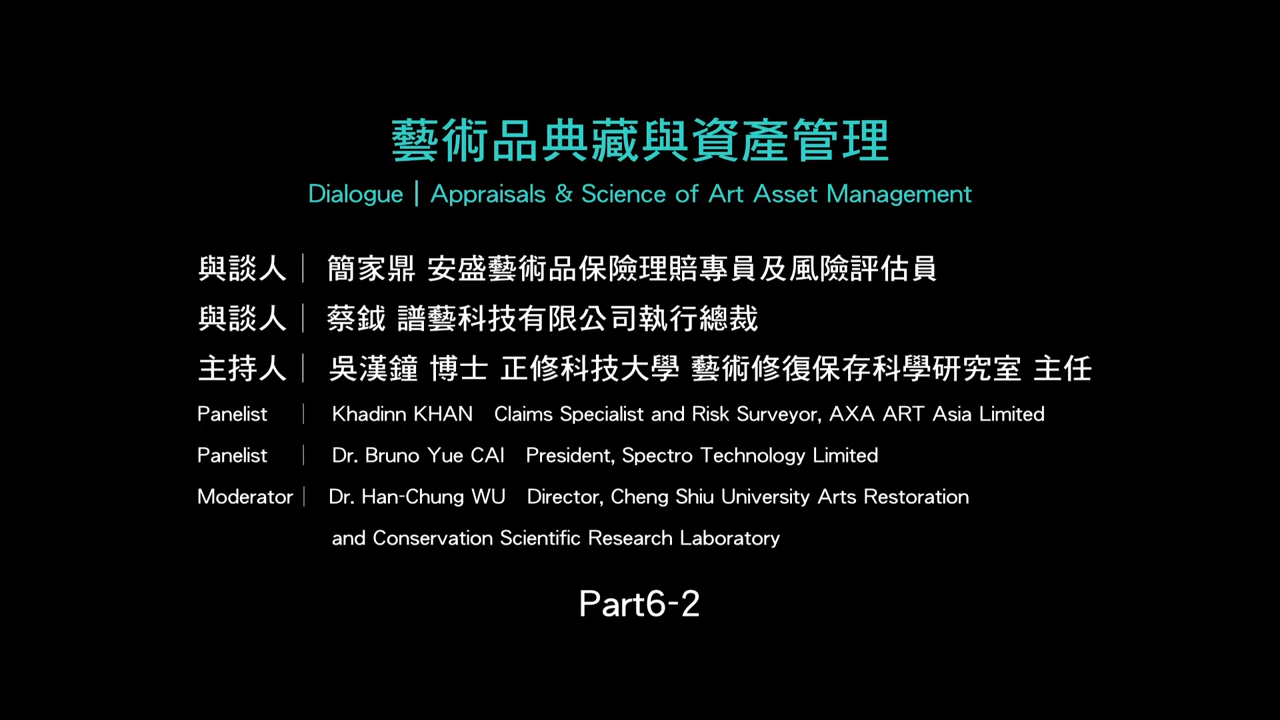 藝術品典藏與資產管理
Dialogue | Appraisals & Science of Art Asset Management
與談人│ 簡家鼎 安盛藝術品保險理賠專員及風險評估員
與談人│ 蔡鉞 譜藝科技有限公司執行總裁
主持人│ 吳漢鐘 博士 正修科技大學 藝術修復保存科學研究室 主任
Panelist │ Khadinn KHAN Claims Specialist and Risk Surveyor, AXA ART Asia Limited
Panelist │ Dr. Bruno Yue CAI President, Spectro Technology Limited
Moderator│ Dr. Han-Chung WU Director, Cheng Shiu University Arts Restoration
and Conservation Scientific Research Laboratory
Part6-2